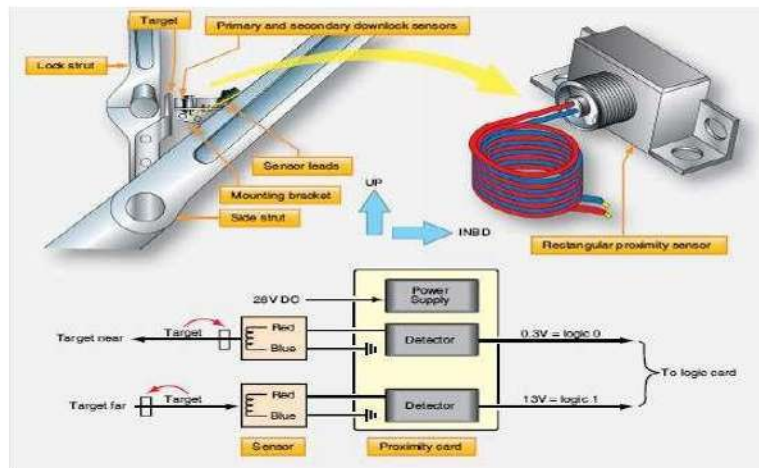 Target
Primary and secondary downlock sensors
Lock strut
Sensor leads
Mounting bracket
Side strut
UP
INBD
Rectangular proximity sensor
28V DC
Power
Supply
Target near
Target
Red
Blue
Detector
0.3V = logic 0
To logic card
Target far
Target
Red
Blue
Detector
13V = logic 1
Sensor
Proximity card